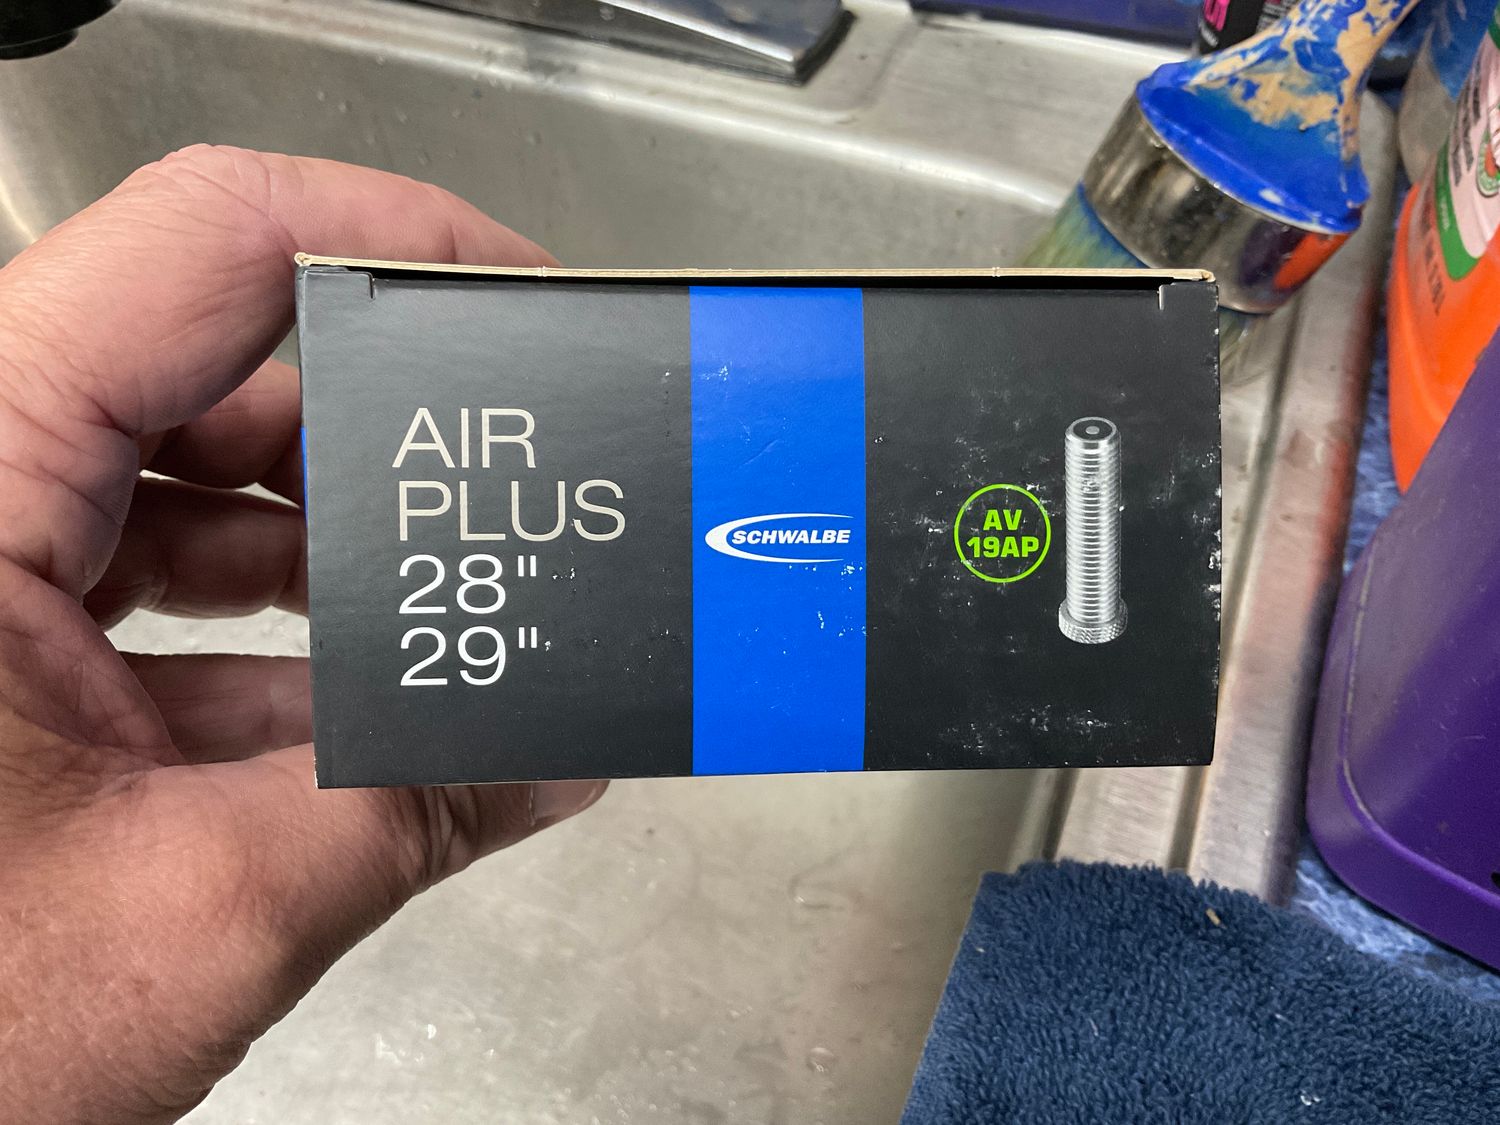 AIR
PLUS
28"
29"
SCHWALBE
AV
19AP